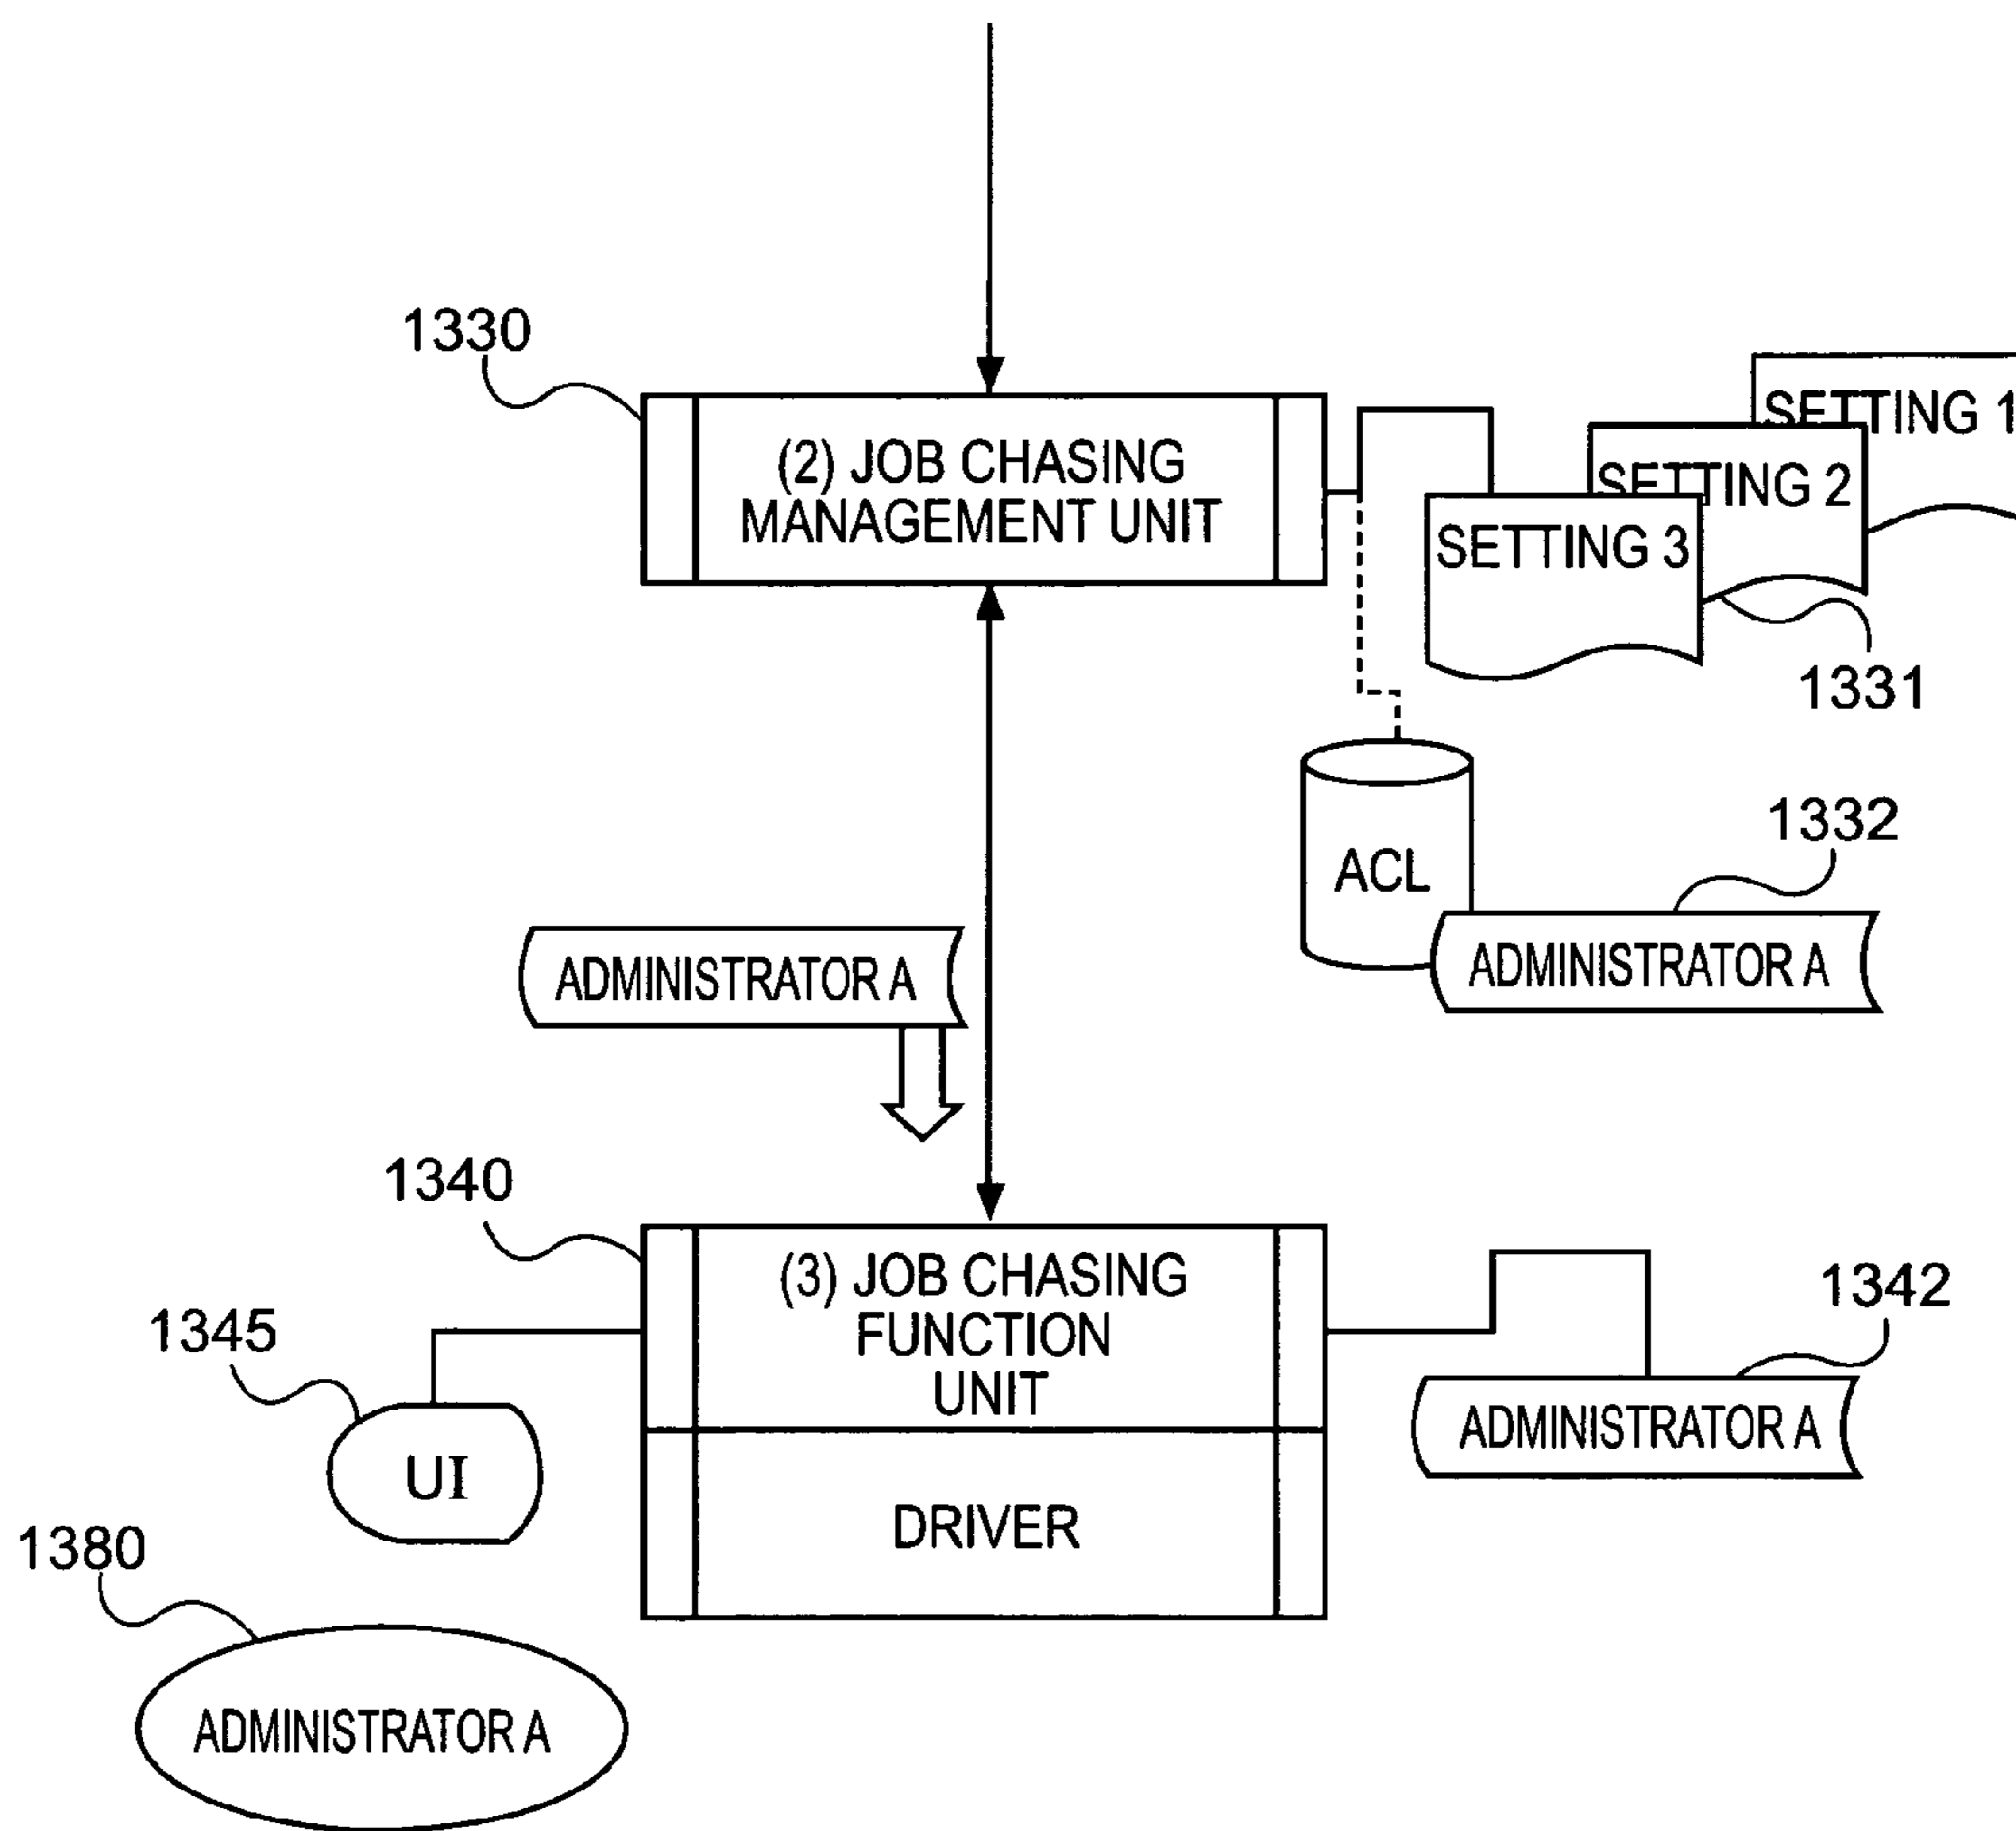 1330
SETTING 1
(2) JOB CHASING
MANAGEMENT UNIT
SETTING 2
SETTING 3
1331
1332
ACL
ADMINISTRATOR A
ADMINISTRATOR A
1340
(3) JOB CHASING
FUNCTION
UNIT
1342
1345
ADMINISTRATOR A
UI
DRIVER
1380
ADMINISTRATOR A